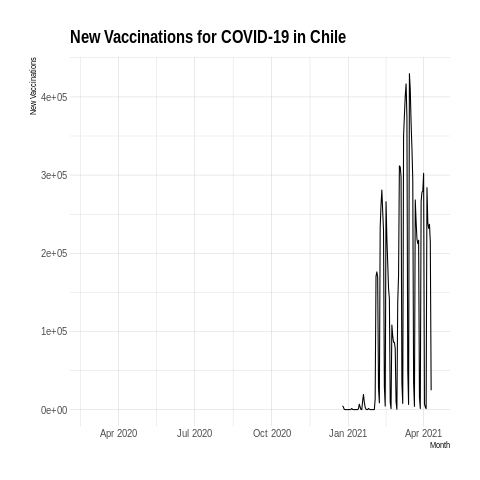 New Vaccinations for COVID-19 in Chile
New Vaccinations
4e+05
3e+05
2e+05
1e+05
0e+00
Apr 2020 Jul 2020 Oct 2020 Jan 2021 Apr 2021
Month